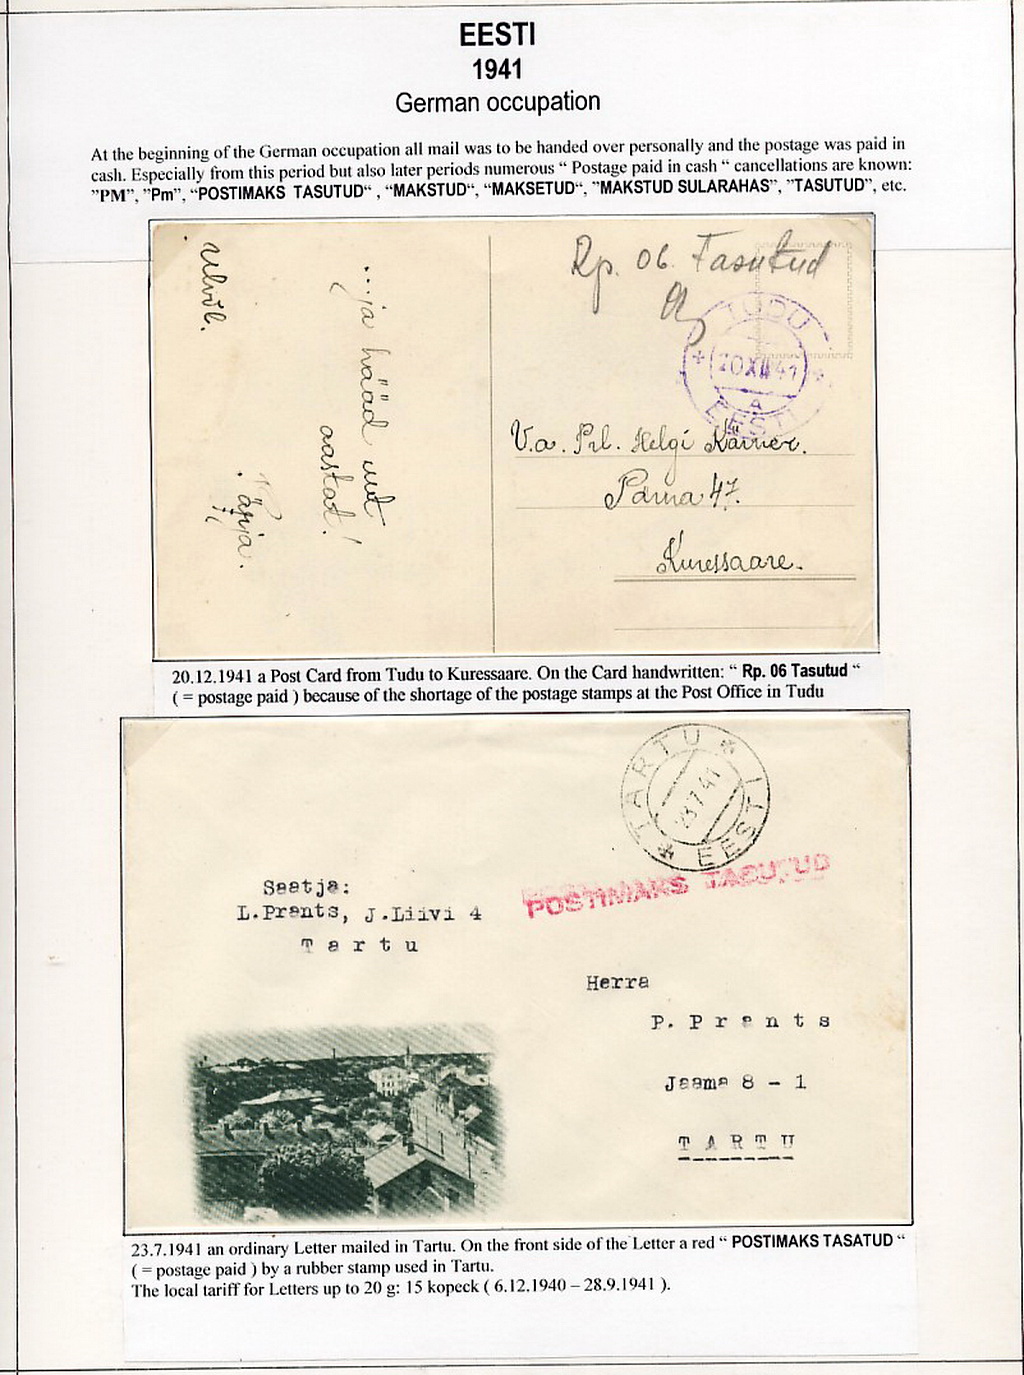 EESTI
1941
German occupation
At the beginning of the German occupation all mail was to be handed over personally and the postage was paid in
cash. Especially from this period but also later periods numerous “ Postage paid in cash “ cancellations are known:
”PM”, ”Pm”, “POSTIMAKS TASUTUD“ , “MAKSTUD“, “MAKSETUD“, ”MAKSTUD SULARAHAS”, ”TASUTUD”, etc.
...ja hääd uut
aastat!
Rp. 06. Tasutud
TUDU
20 XII 41
A
EESTI
V.a. Prl. Helgi Kärner.
Pärna 47.
Kuressaare.
20.12.1941 a Post Card from Tudu to Kuressaare. On the Card handwritten: “ Rp. 06 Tasutud “
( = postage paid ) because of the shortage of the postage stamps at the Post Office in Tudu
TARTU
23 7 41
EESTI
POSTIMAKS TASUTUD
Saatja:
L.Prants, J.Liivi 4
Tartu
Herra
P. Prants
Jaama 8 - 1
TARTU
23.7.1941 an ordinary Letter mailed in Tartu. On the front side of the Letter a red “ POSTIMAKS TASATUD “
( = postage paid ) by a rubber stamp used in Tartu.
The local tariff for Letters up to 20 g: 15 kopeck ( 6.12.1940 – 28.9.1941 ).